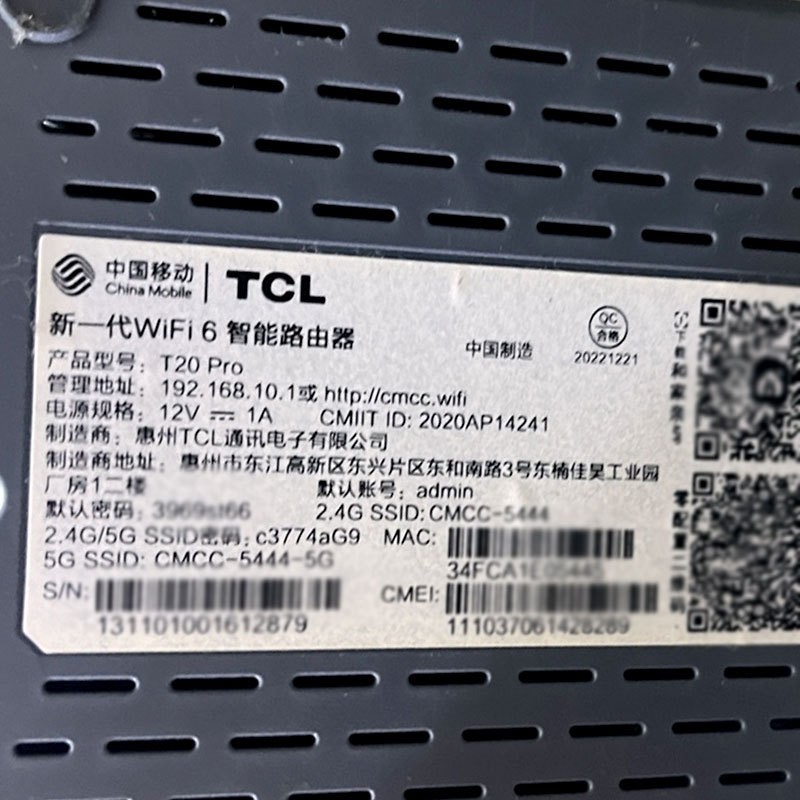 中国移动
China Mobile
TCL
新一代WiFi 6 智能路由器
中国制造
QC
合格
20221221
产品型号：T20 Pro
管理地址：192.168.10.1或 http://cmcc.wifi
电源规格：12V ⎓ 1A CMIIT ID: 2020AP14241
制造商：惠州TCL通讯电子有限公司
制造商地址：惠州市东江高新区东兴片区东和南路3号东楠佳昊工业园
厂房1二楼 默认账号：admin
默认密码： 2.4G SSID: CMCC-5444
2.4G/5G SSID密码: c3774aG9 MAC:
5G SSID: CMCC-5444-5G
S/N: CMEI:
1311010001612879